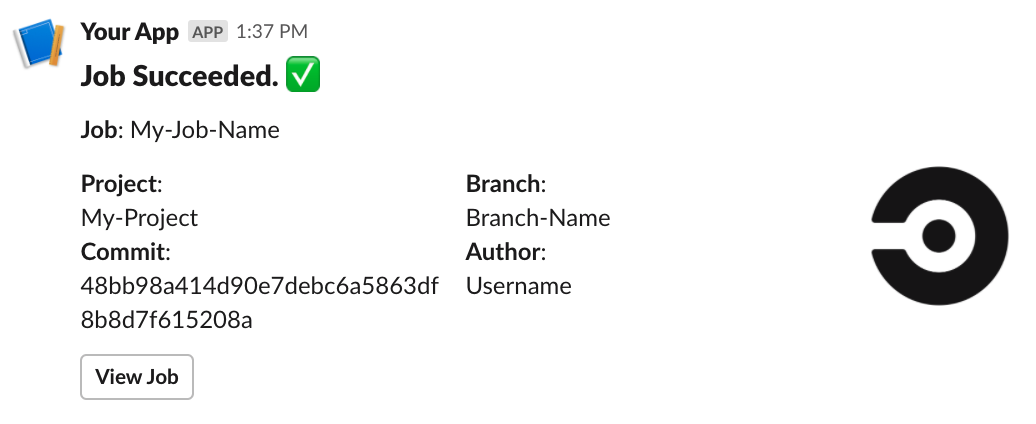 Your App APP 1:37 PM
Job Succeeded. ✅
Job: My-Job-Name
Project:
My-Project
Branch:
Branch-Name
Commit:
48bb98a414d90e7debc6a5863df
8b8d7f615208a
Author:
Username
View Job